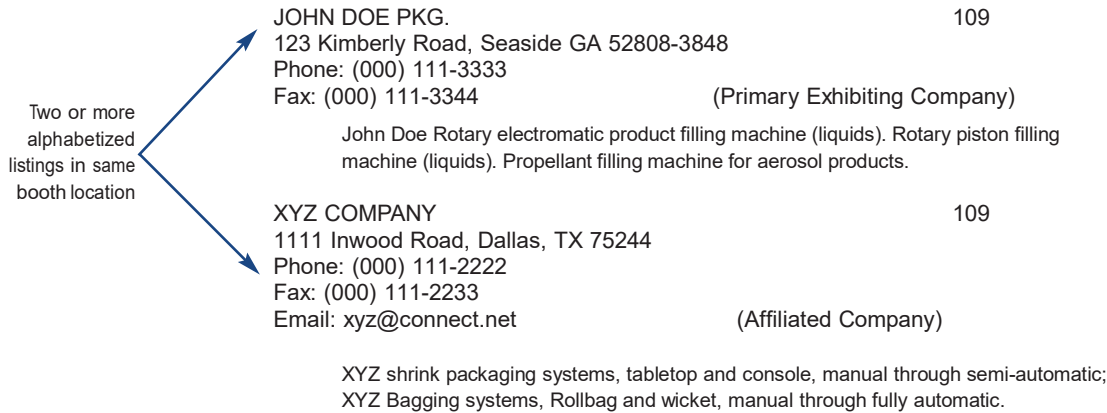 JOHN DOE PKG. 109
123 Kimberly Road, Seaside GA 52808-3848
Phone: (000) 111-3333
Fax: (000) 111-3344 (Primary Exhibiting Company)
John Doe Rotary electromatic product filling machine (liquids). Rotary piston filling
machine (liquids). Propellant filling machine for aerosol products.
Two or more
alphabetized
listings in same
booth location
XYZ COMPANY 109
1111 Inwood Road, Dallas, TX 75244
Phone: (000) 111-2222
Fax: (000) 111-2233
Email: xyz@connect.net (Affiliated Company)
XYZ shrink packaging systems, tabletop and console, manual through semi-automatic;
XYZ Bagging systems, Rollbag and wicket, manual through fully automatic.